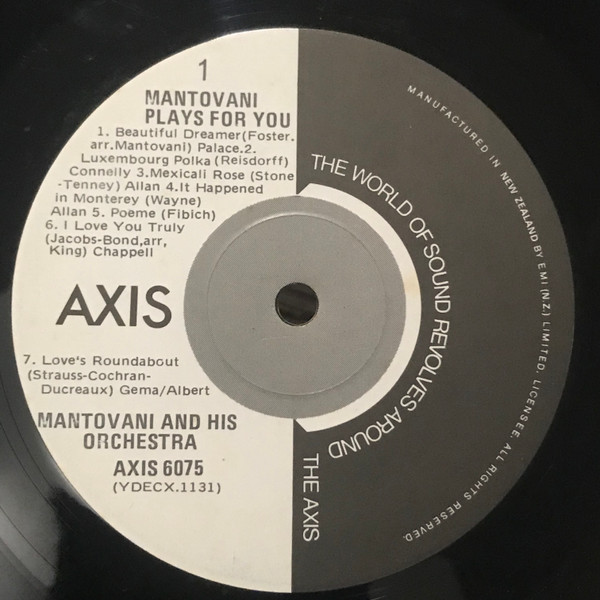 1
MANTOVANI
PLAYS FOR YOU
1. Beautiful Dreamer(Foster.
arr.Mantovani) Palace.2.
Luxembourg Polka (Reisdorff)
Connelly 3.Mexicali Rose (Stone
-Tenney) Allan 4.It Happened
in Monterey (Wayne)
Allan 5. Poeme (Fibich)
6. I Love You Truly
(Jacobs-Bond,arr,
King) Chappell
AXIS
7. Love's Roundabout
(Strauss-Cochran-
Ducreaux) Gema/Albert
MANTOVANI AND HIS
ORCHESTRA
AXIS 6075
(YDECX.1131)
THE WORLD OF SOUND REVOLVES AROUND
THE AXIS
MANUFACTURED IN NEW ZEALAND BY E.M.I (N.Z.) LIMITED. LICENSEE. ALL RIGHTS RESERVED.